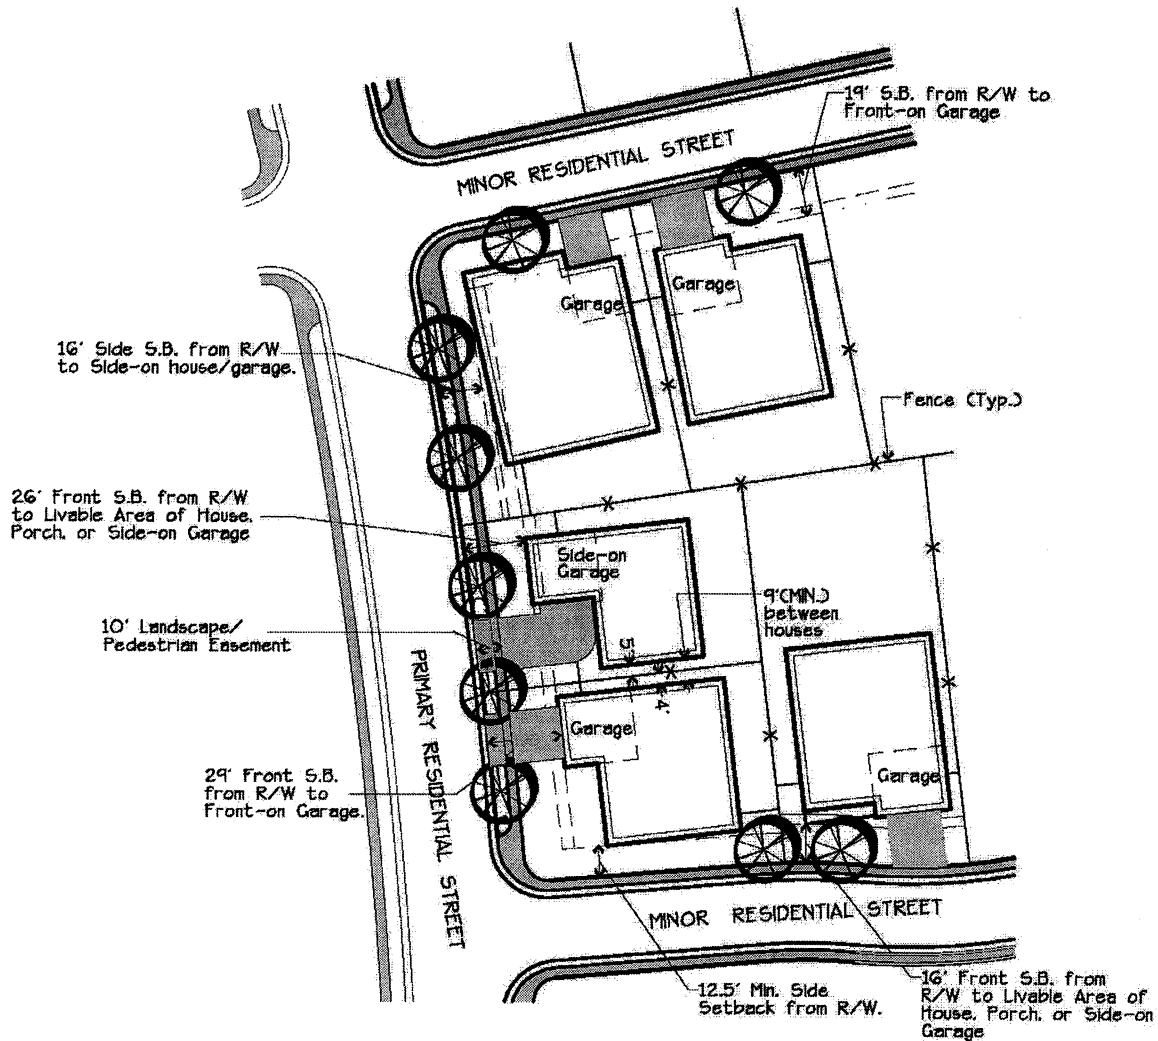 19' S.B. from R/W to
Front-on Garage
MINOR RESIDENTIAL STREET
Garage
Garage
16' Side S.B. from R/W
to Side-on house/garage.
Fence (Typ.)
26' Front S.B. from R/W
to Livable Area of House,
Porch, or Side-on Garage
Side-on
Garage
9'(MIN.)
between
houses
10' Landscape/
Pedestrian Easement
5'
4'
PRIMARY RESIDENTIAL STREET
Garage
29' Front S.B.
from R/W to
Front-on Garage.
Garage
MINOR RESIDENTIAL STREET
12.5' Min. Side
Setback from R/W.
16' Front S.B. from
R/W to Livable Area of
House, Porch, or Side-on
Garage